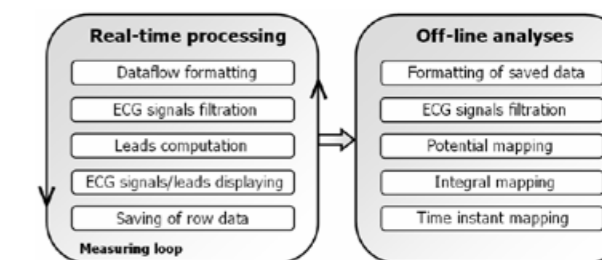 Real-time processing
Dataflow formatting
ECG signals filtration
Leads computation
ECG signals/leads displaying
Saving of row data
Measuring loop
Off-line analyses
Formatting of saved data
ECG signals filtration
Potential mapping
Integral mapping
Time instant mapping